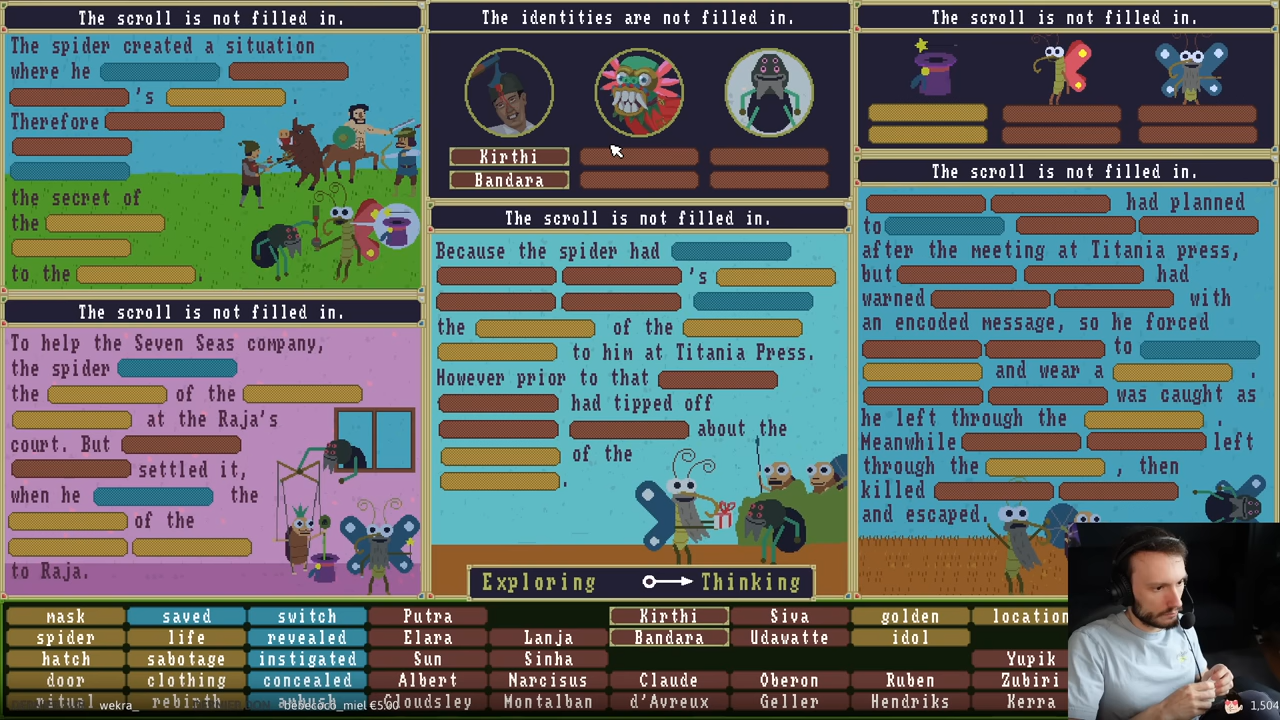 The scroll is not filled in.
The spider created a situation
where he
's .
Therefore
the secret of
the
to the .
The scroll is not filled in.
To help the Seven Seas company,
the spider
the of the
at the Raja's
court. But
settled it,
when he the
of the
to Raja.
The identities are not filled in.
Kirthi
Bandara
The scroll is not filled in.
Because the spider had
's
the of the
to him at Titania Press.
However prior to that
had tipped off
about the
of the
.
Exploring Thinking
The scroll is not filled in.
The scroll is not filled in.
had planned
to
after the meeting at Titania press,
but had
warned with
an encoded message, so he forced
to
and wear a .
was caught as
he left through the .
Meanwhile left
through the , then
killed
and escaped.
mask saved switch Putra Kirthi Siva golden location
spider life revealed Elara Lanja Bandara Udawatte idol
hatch sabotage instigated Sun Sinha Yupik
door clothing concealed Albert Narcisus Claude Oberon Ruben Zubiri
ritual rebirth Cloudsley Montalban d'Avreux Geller Hendriks Kerra
wekra_ bebecoco_miel €5.00 1,504